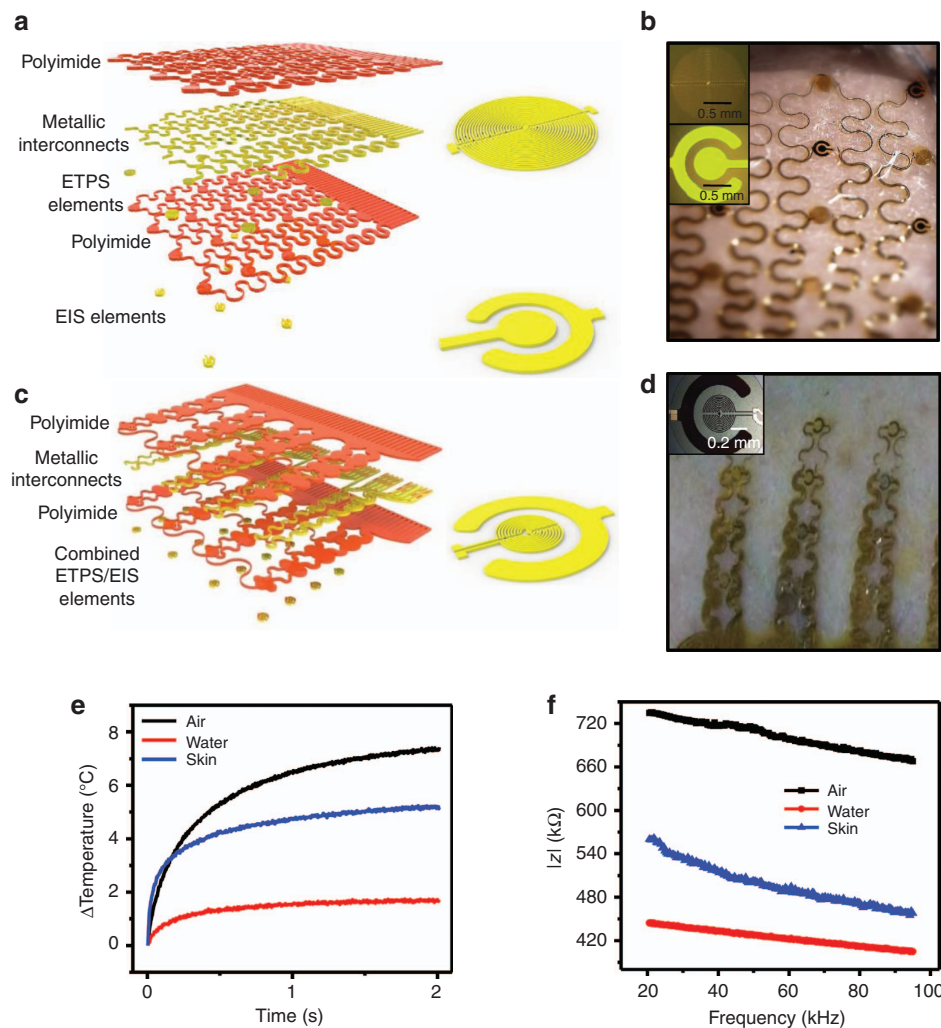 a
Polyimide
Metallic
interconnects
ETPS
elements
Polyimide
EIS elements
b
0.5 mm
0.5 mm
c
Polyimide
Metallic
interconnects
Polyimide
Combined
ETPS/EIS
elements
d
0.2 mm
e
Air
Water
Skin
8
6
4
2
0
ΔTemperature (°C)
0 1 2
Time (s)
f
720
660
600
540
480
420
|z| (kΩ)
Air
Water
Skin
20 40 60 80 100
Frequency (kHz)